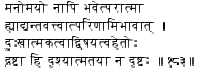 मनोमयो नापि भवेत्परात्मा
ह्याद्यन्तवत्त्वात्परिणामिभावात् ।
दुःखात्मकत्वाद्विषयत्वहेतोः
द्रष्टा हि दृश्यात्मतया न दृष्टः ॥ १८३॥